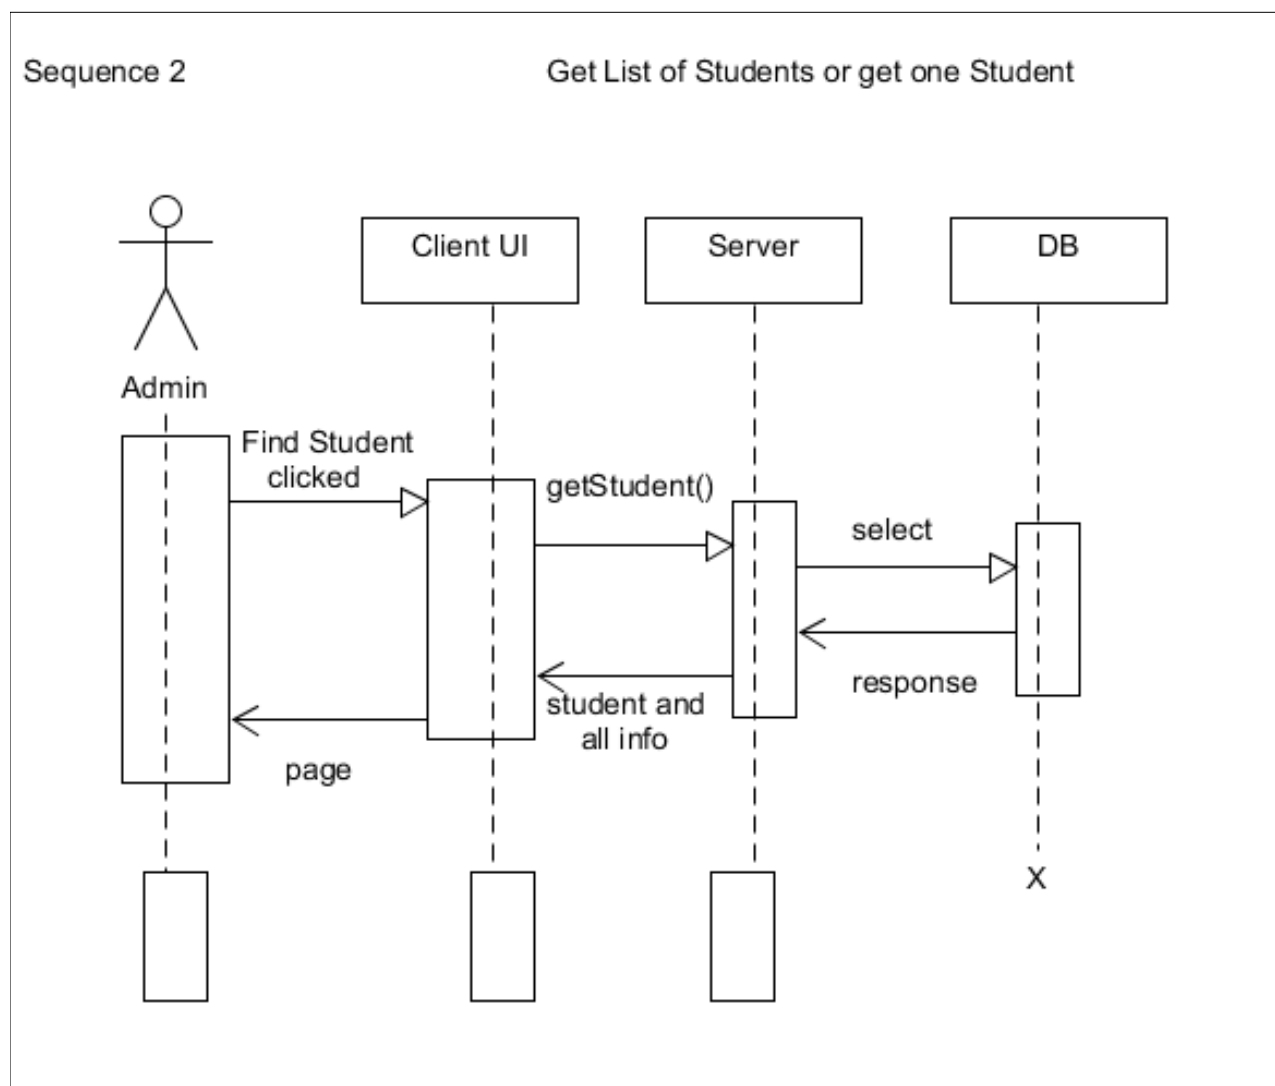 Sequence 2
Get List of Students or get one Student
Client UI
Server
DB
Admin
Find Student
clicked
getStudent()
select
response
student and
all info
page
X